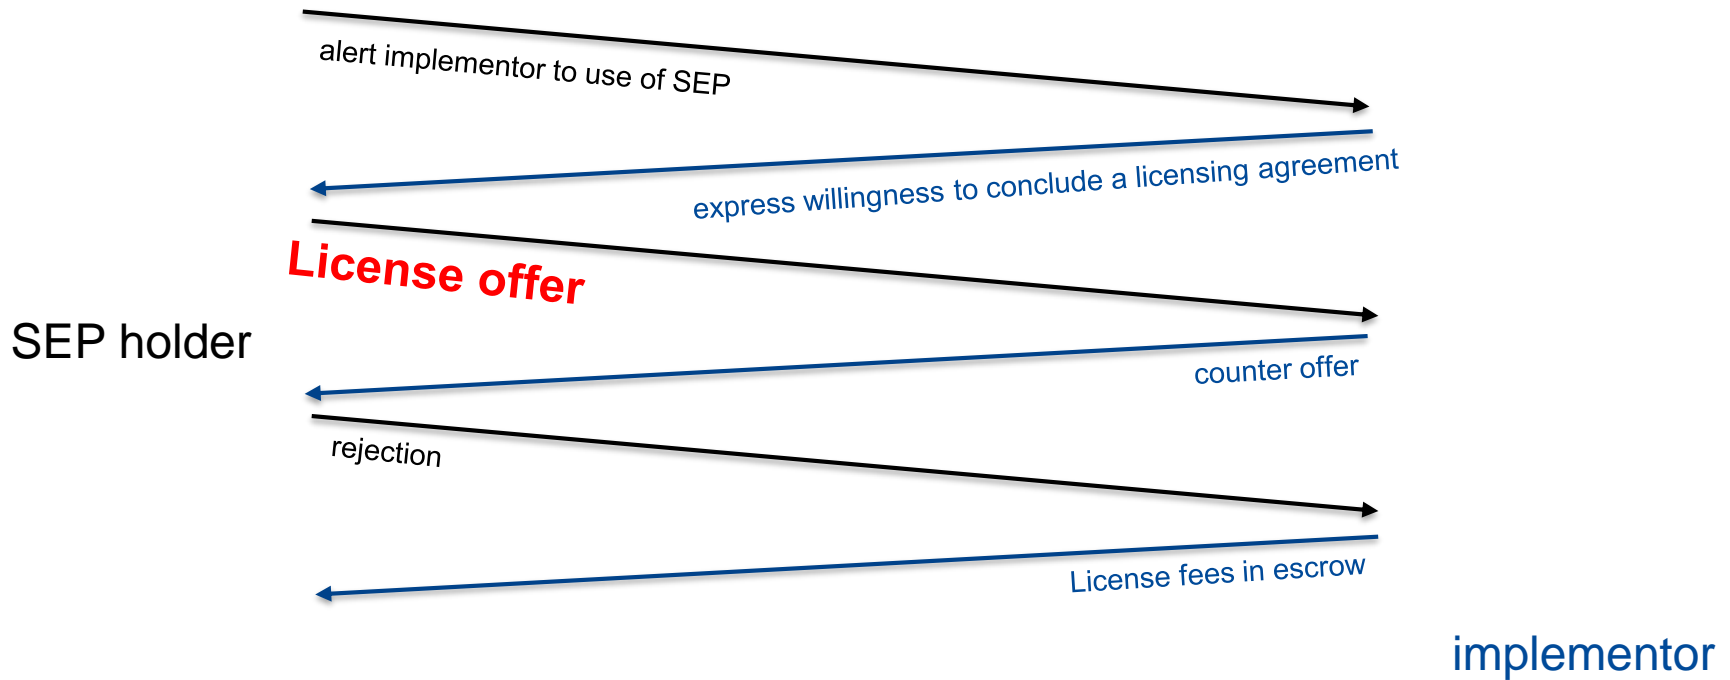 alert implementor to use of SEP
express willingness to conclude a licensing agreement
License offer
SEP holder
counter offer
rejection
License fees in escrow
implementor